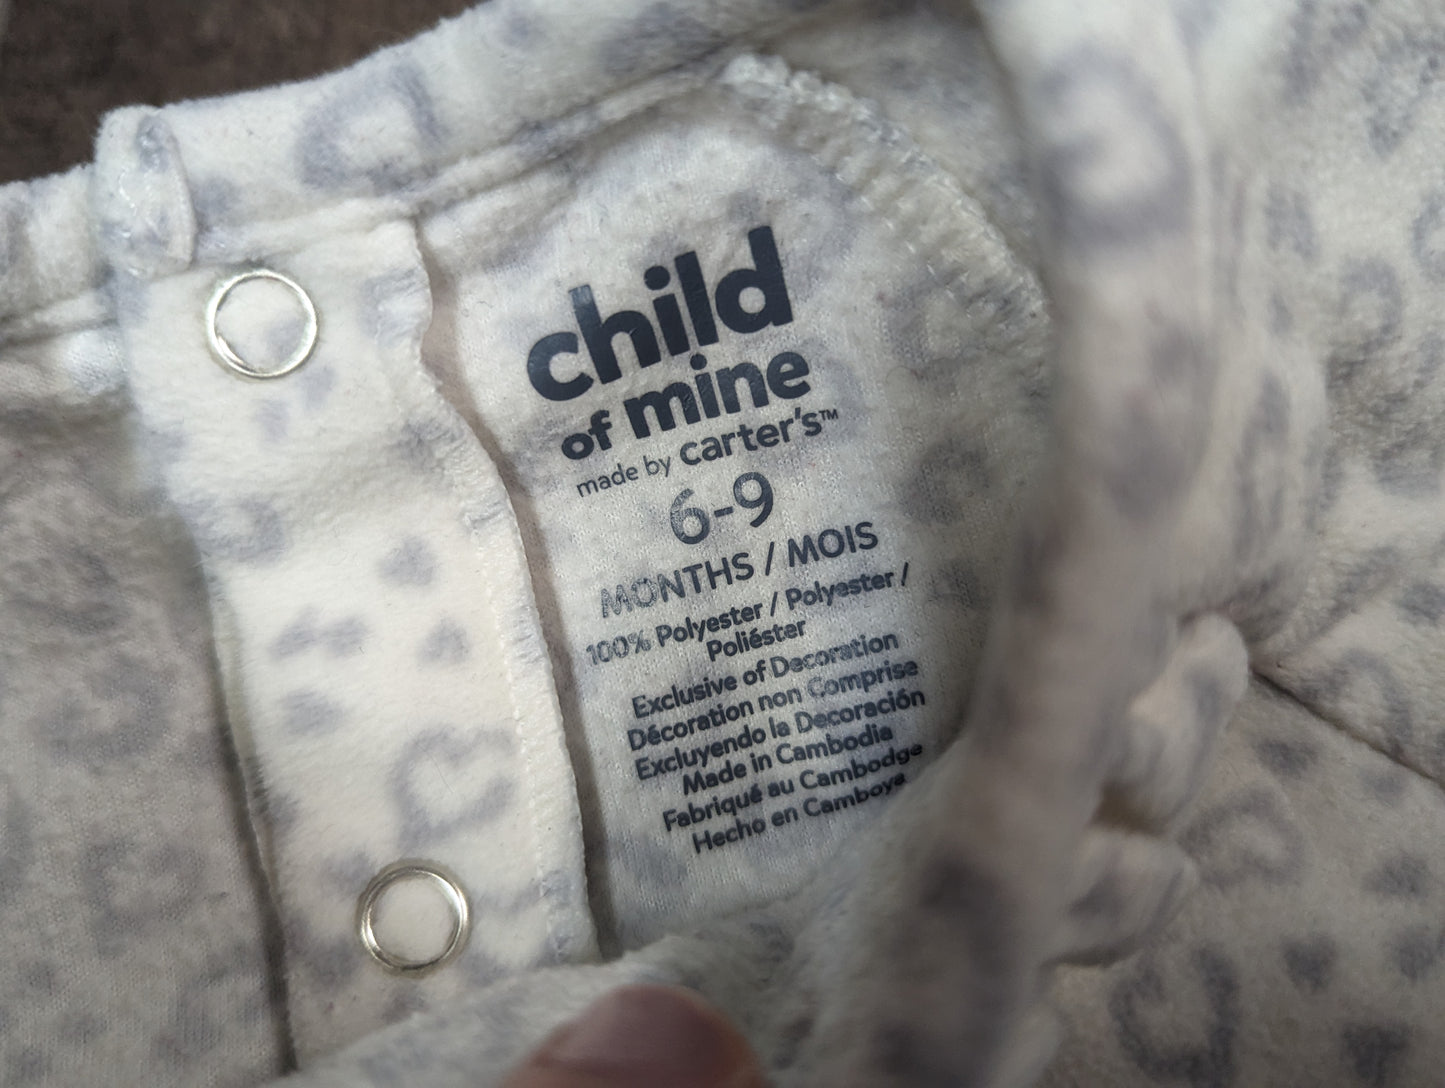 child
of mine
made by carter's™
6-9
MONTHS / MOIS
100% Polyester / Polyester /
Poliéster
Exclusive of Decoration
Décoration non Comprise
Excluyendo la Decoración
Made in Cambodia
Fabriqué au Cambodge
Hecho en Camboya